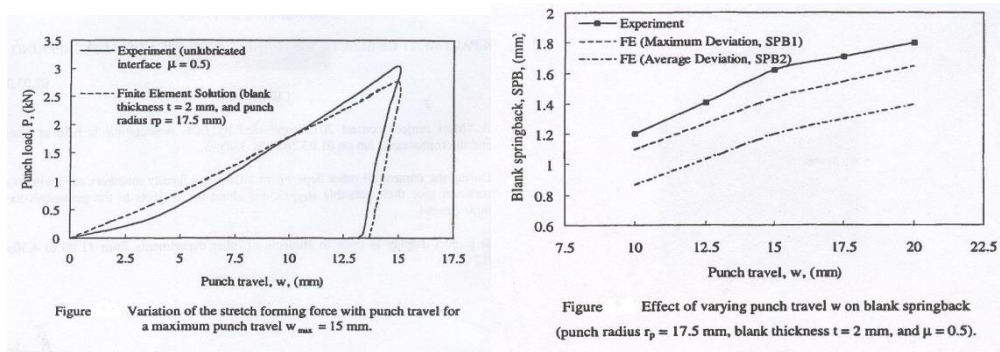 3.5
3
2.5
2
1.5
1
0.5
0
Punch load, P, (kN)
Experiment (unlubricated
interface μ = 0.5)
Finite Element Solution (blank
thickness t = 2 mm, and punch
radius rp = 17.5 mm)
0 2.5 5 7.5 10 12.5 15 17.5
Punch travel, w, (mm)
Figure Variation of the stretch forming force with punch travel for
a maximum punch travel wmax = 15 mm.
2
1.8
1.6
1.4
1.2
1
0.8
0.6
Blank springback, SPB, (mm)
Experiment
FE (Maximum Deviation, SPB1)
FE (Average Deviation, SPB2)
7.5 10 12.5 15 17.5 20 22.5
Punch travel, w, (mm)
Figure Effect of varying punch travel w on blank springback
(punch radius rp = 17.5 mm, blank thickness t = 2 mm, and μ = 0.5).